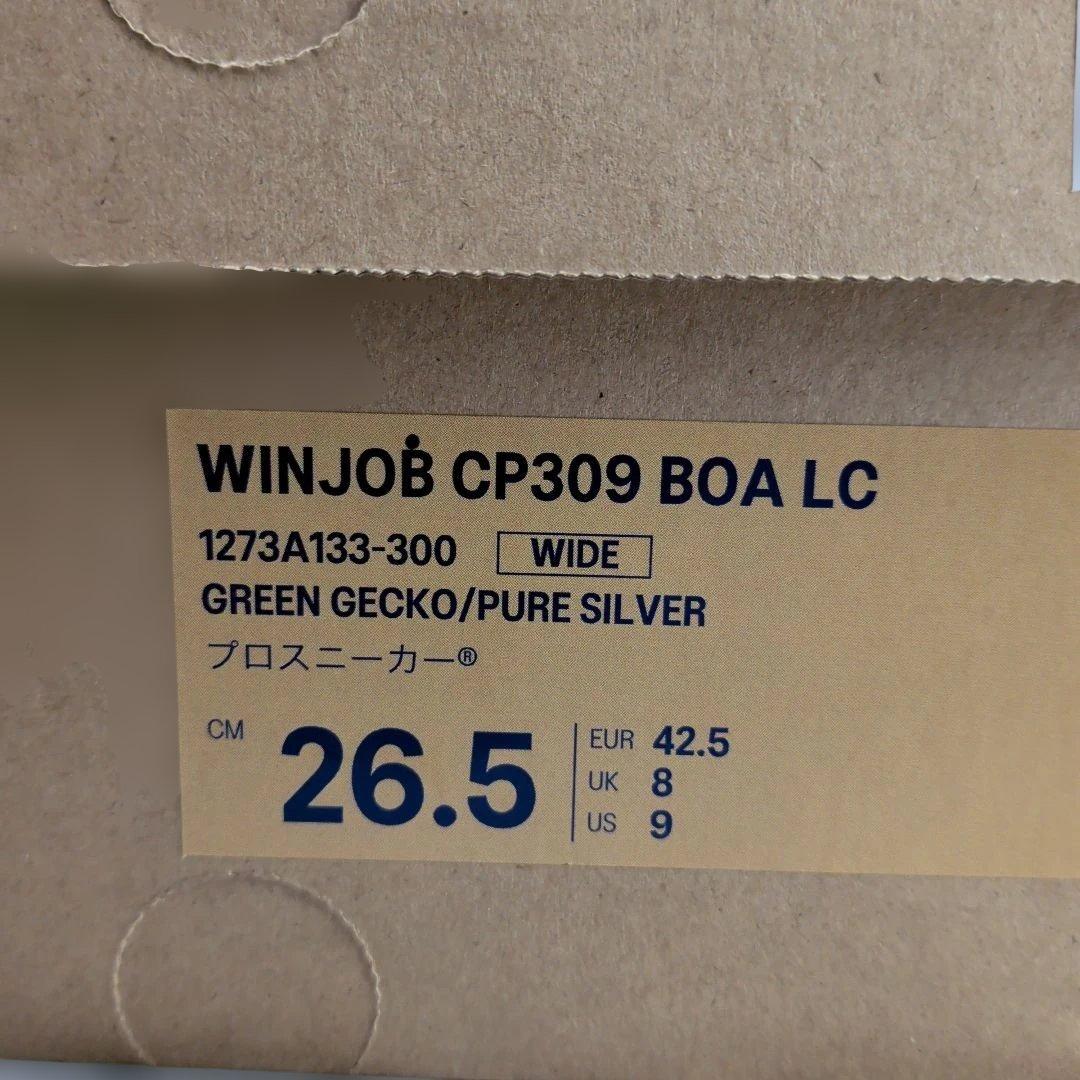 WINJOB CP309 BOA LC
1273A133-300 WIDE
GREEN GECKO/PURE SILVER
プロスニーカー®
CM 26.5
EUR 42.5
UK 8
US 9